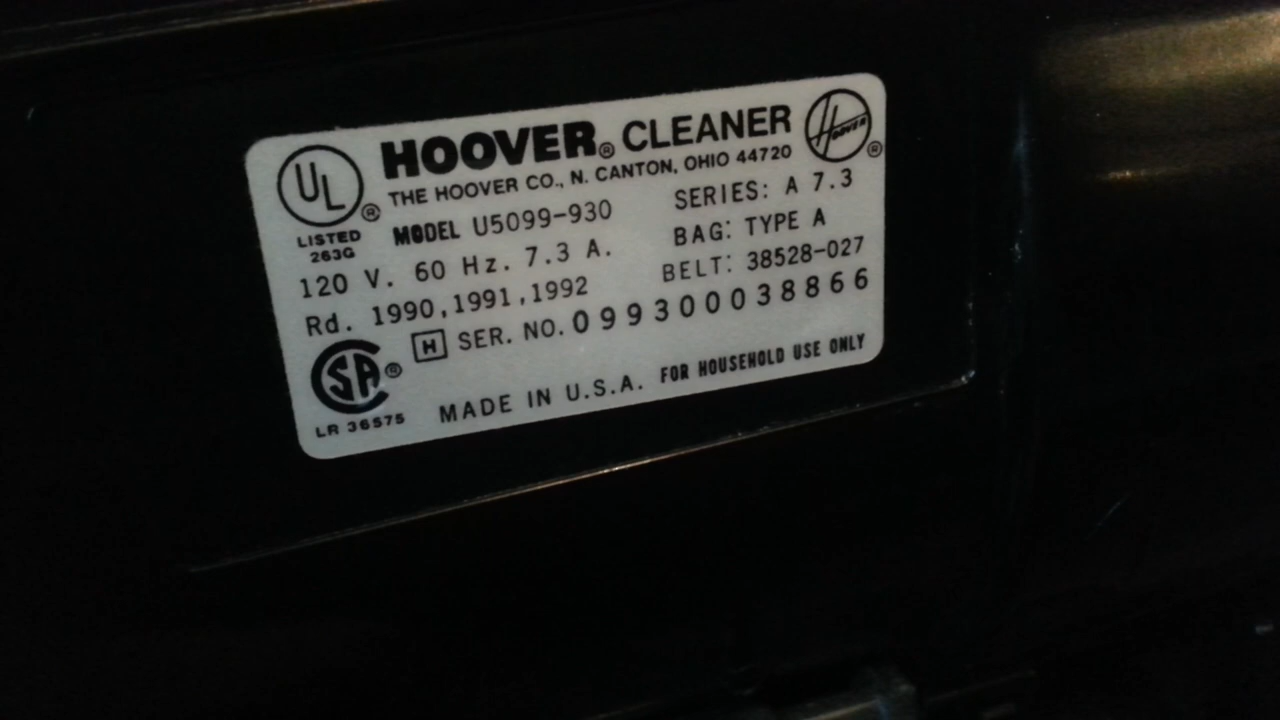 UL ® LISTED 263G
HOOVER® CLEANER
Hoover ®
THE HOOVER CO., N. CANTON, OHIO 44720
MODEL U5099-930 SERIES: A 7.3
120 V. 60 Hz. 7.3 A. BAG: TYPE A
Rd. 1990,1991,1992 BELT: 38528-027
H SER. NO. 099300038866
SA ®
LR 36575
MADE IN U.S.A. FOR HOUSEHOLD USE ONLY